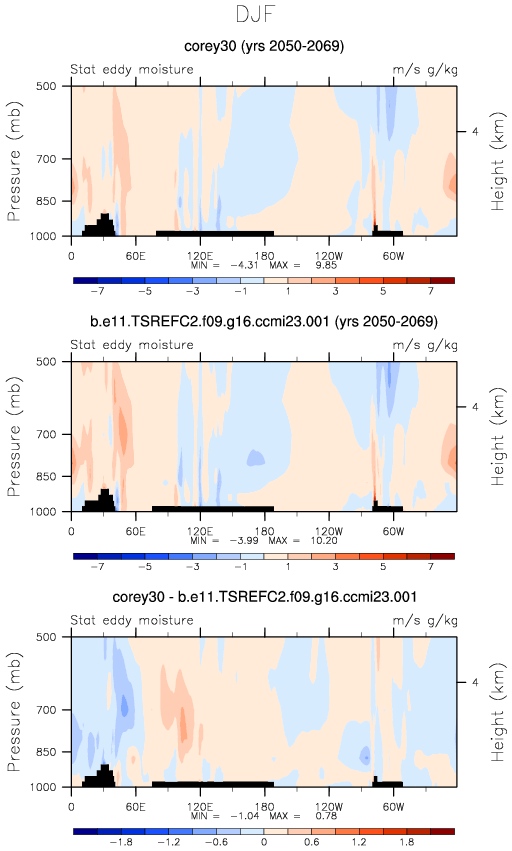 DJF
corey30 (yrs 2050-2069)
Stat eddy moisture m/s g/kg
500
700
850
1000
Pressure (mb)
4
Height (km)
0 60E 120E 180 120W 60W
MIN = -4.31 MAX = 9.85
-7 -5 -3 -1 1 3 5 7
b.e11.TSREFC2.f09.g16.ccmi23.001 (yrs 2050-2069)
Stat eddy moisture m/s g/kg
500
700
850
1000
Pressure (mb)
4
Height (km)
0 60E 120E 180 120W 60W
MIN = -3.99 MAX = 10.20
-7 -5 -3 -1 1 3 5 7
corey30 - b.e11.TSREFC2.f09.g16.ccmi23.001
Stat eddy moisture m/s g/kg
500
700
850
1000
Pressure (mb)
4
Height (km)
0 60E 120E 180 120W 60W
MIN = -1.04 MAX = 0.78
-1.8 -1.2 -0.6 0 0.6 1.2 1.8